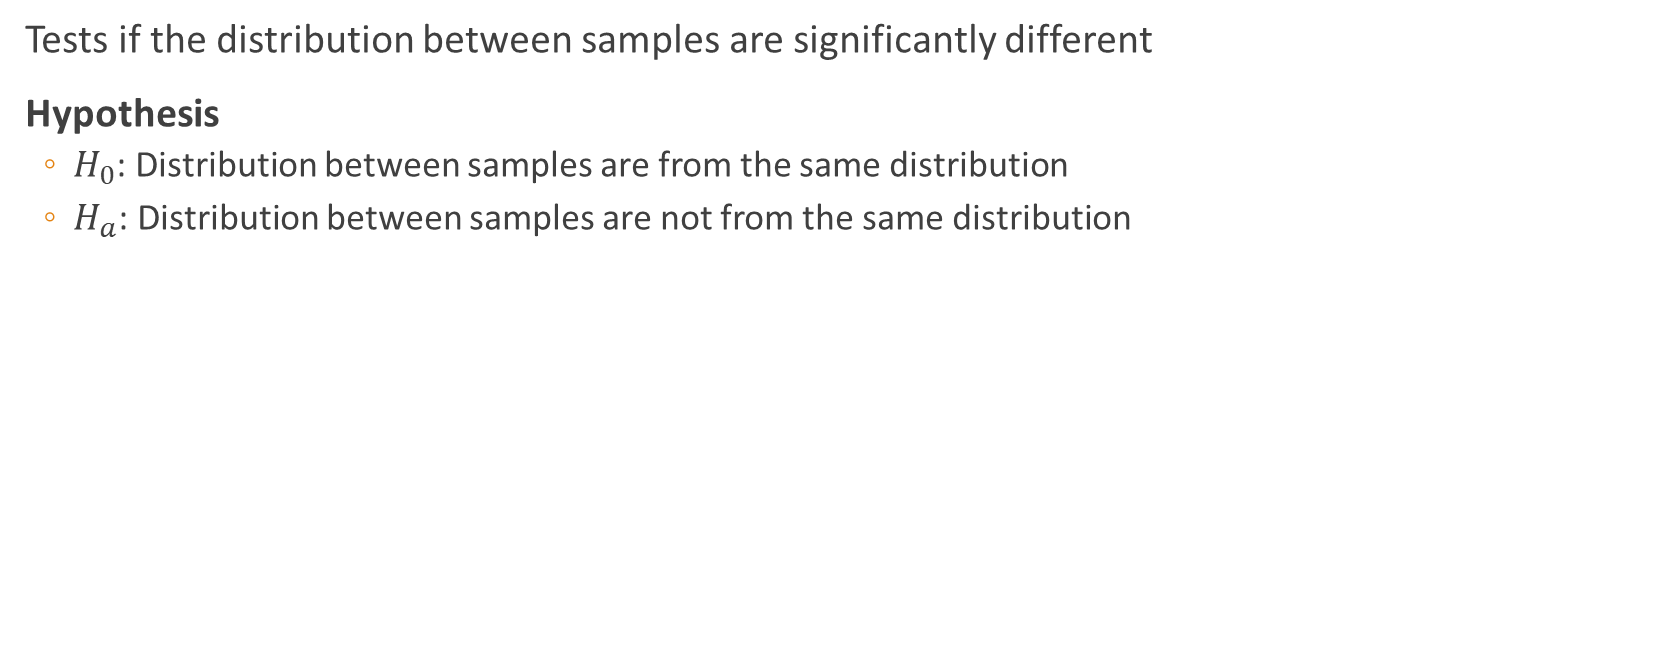 Tests if the distribution between samples are significantly different
Hypothesis
◦ H₀: Distribution between samples are from the same distribution
◦ Hₐ: Distribution between samples are not from the same distribution